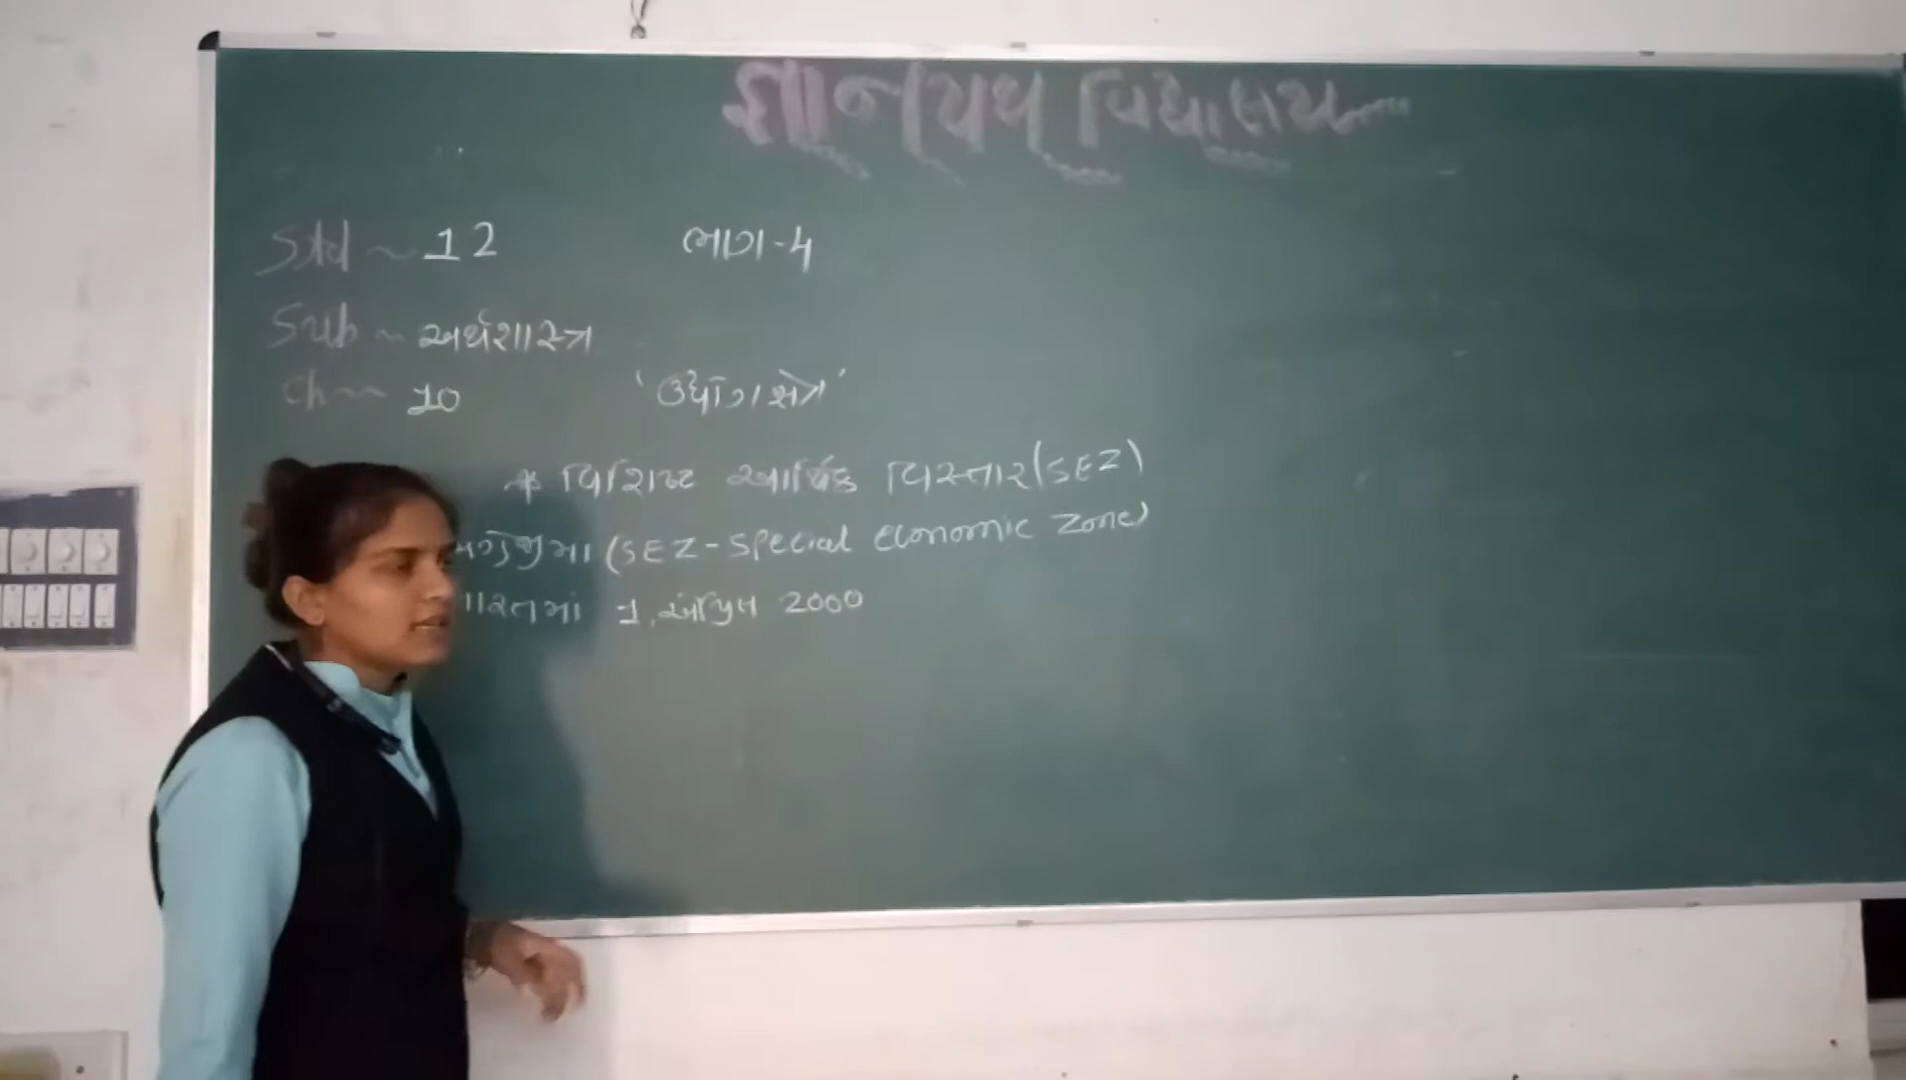 જ્ઞાનપથ વિદ્યાલય
Std ~ 12 ભાગ-4
Sub ~ અર્થશાસ્ત્ર
ch ~ 10 'ઉદ્યોગક્ષેત્ર'
* વિશિષ્ટ આર્થિક વિસ્તાર (SEZ)
(SEZ - Special Economic Zone)
1, એપ્રિલ 2000